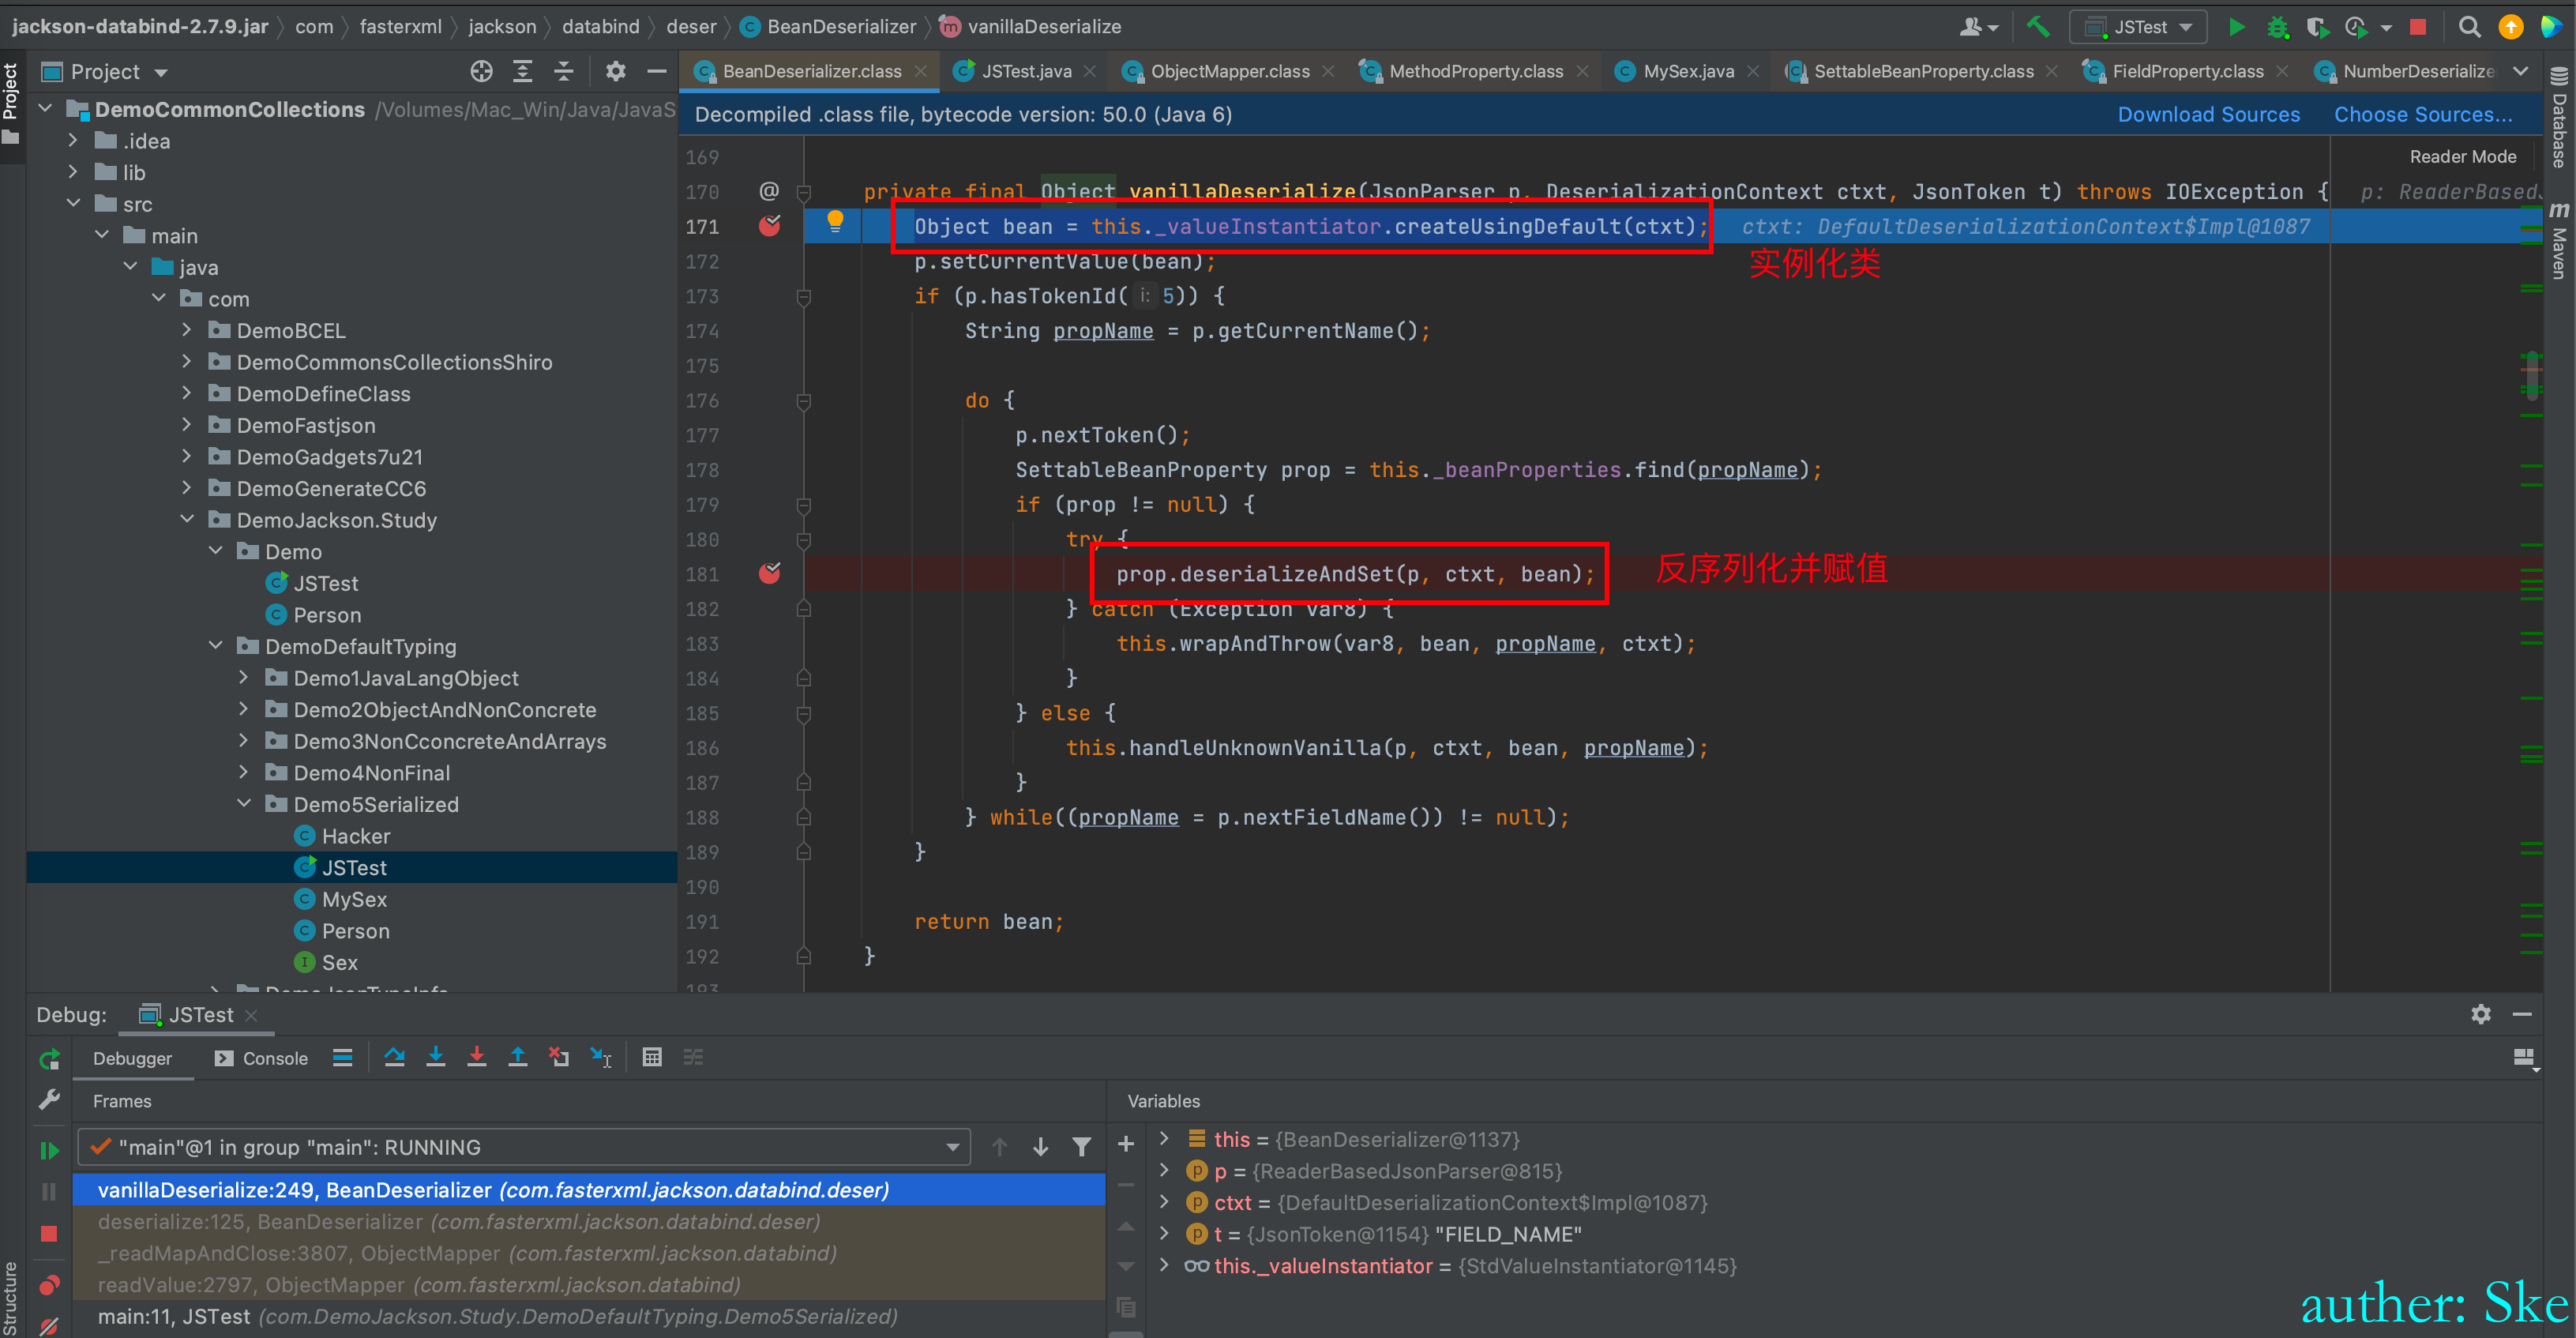 jackson-databind-2.7.9.jar com fasterxml jackson databind deser BeanDeserializer vanillaDeserialize
JSTest
Project
BeanDeserializer.class JSTest.java ObjectMapper.class MethodProperty.class MySex.java SettableBeanProperty.class FieldProperty.class NumberDeserialize
Project
DemoCommonCollections /Volumes/Mac_Win/Java/JavaS
.idea
lib
src
main
java
com
DemoBCEL
DemoCommonsCollectionsShiro
DemoDefineClass
DemoFastjson
DemoGadgets7u21
DemoGenerateCC6
DemoJackson.Study
Demo
JSTest
Person
DemoDefaultTyping
Demo1JavaLangObject
Demo2ObjectAndNonConcrete
Demo3NonCconcreteAndArrays
Demo4NonFinal
Demo5Serialized
Hacker
JSTest
MySex
Person
Sex
Decompiled .class file, bytecode version: 50.0 (Java 6) Download Sources Choose Sources...
Reader Mode
169
170 @ private final Object vanillaDeserialize(JsonParser p, DeserializationContext ctxt, JsonToken t) throws IOException { p: ReaderBasedJ
171 Object bean = this._valueInstantiator.createUsingDefault(ctxt); ctxt: DefaultDeserializationContext$Impl@1087
实例化类
172 p.setCurrentValue(bean);
173 if (p.hasTokenId( i: 5)) {
174 String propName = p.getCurrentName();
175
176 do {
177 p.nextToken();
178 SettableBeanProperty prop = this._beanProperties.find(propName);
179 if (prop != null) {
180 try {
181 prop.deserializeAndSet(p, ctxt, bean);
反序列化并赋值
182 } catch (Exception var8) {
183 this.wrapAndThrow(var8, bean, propName, ctxt);
184 }
185 } else {
186 this.handleUnknownVanilla(p, ctxt, bean, propName);
187 }
188 } while((propName = p.nextFieldName()) != null);
189 }
190
191 return bean;
192 }
193
Database
m Maven
Debug: JSTest
Debugger Console
Frames
"main"@1 in group "main": RUNNING
vanillaDeserialize:249, BeanDeserializer (com.fasterxml.jackson.databind.deser)
deserialize:125, BeanDeserializer (com.fasterxml.jackson.databind.deser)
_readMapAndClose:3807, ObjectMapper (com.fasterxml.jackson.databind)
readValue:2797, ObjectMapper (com.fasterxml.jackson.databind)
main:11, JSTest (com.DemoJackson.Study.DemoDefaultTyping.Demo5Serialized)
Variables
this = {BeanDeserializer@1137}
p = {ReaderBasedJsonParser@815}
ctxt = {DefaultDeserializationContext$Impl@1087}
t = {JsonToken@1154} "FIELD_NAME"
this._valueInstantiator = {StdValueInstantiator@1145}
Structure
auther: Ske